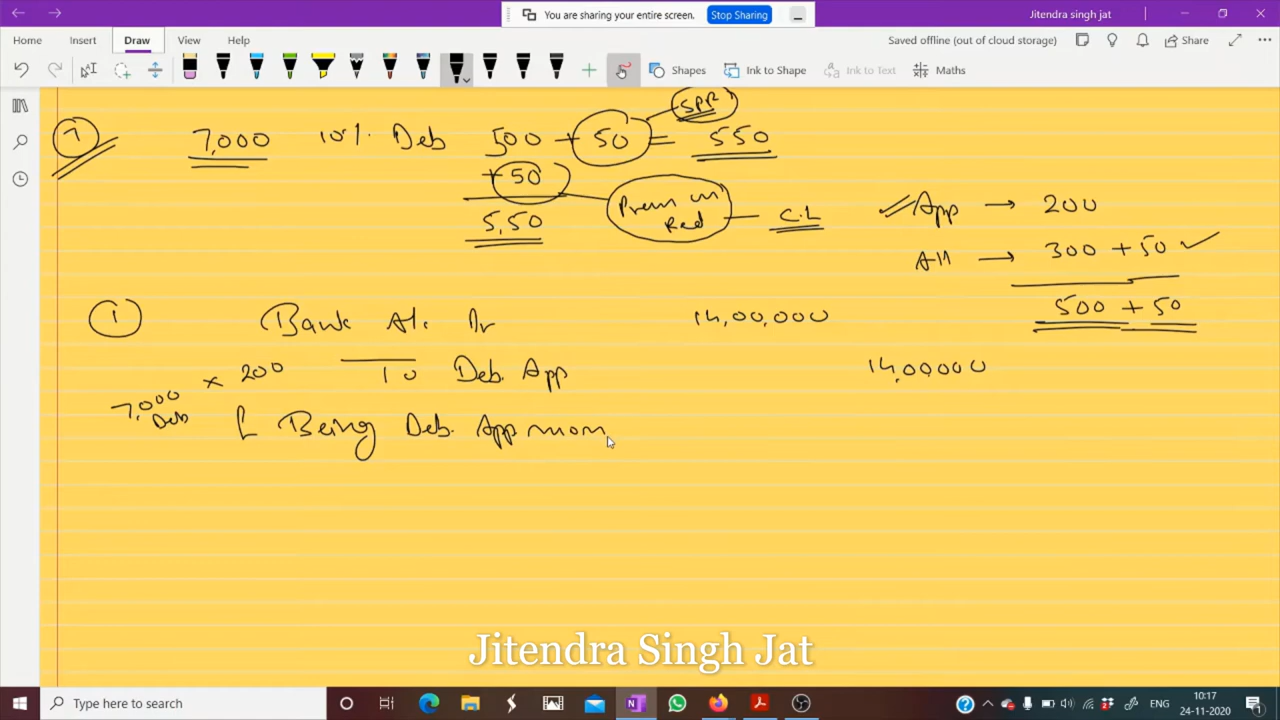 You are sharing your entire screen. Stop Sharing
Jitendra singh jat
Home Insert Draw View Help
Saved offline (out of cloud storage)
Share
Shapes Ink to Shape Ink to Text Maths
7 7,000 10% Deb 500 + 50 = 550
SPR
+ 50
5,50
Prem on Red
C.L
App → 200
All → 300 + 50
500 + 50
1 Bank A/c. Dr 14,00,000
To Deb. App 14,00000
7,000 Deb × 200
[ Being Deb. App mon
Jitendra Singh Jat
Type here to search
ENG
10:17
24-11-2020